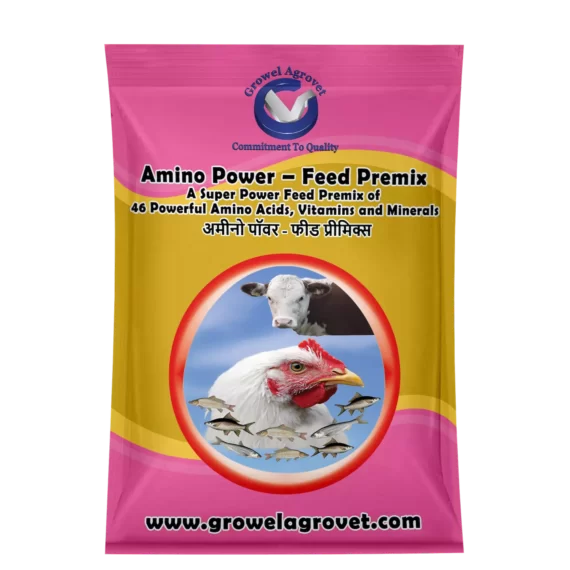 Growel Agrovet
Commitment To Quality
Amino Power – Feed Premix
A Super Power Feed Premix of
46 Powerful Amino Acids, Vitamins and Minerals
अमीनो पॉवर - फीड प्रीमिक्स
www.growelagrovet.com